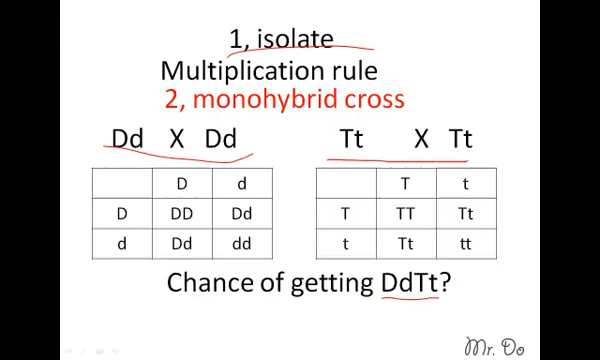 1, isolate
Multiplication rule
2, monohybrid cross
Dd X Dd
Tt X Tt
D d
D DD Dd
d Dd dd
T t
T TT Tt
t Tt tt
Chance of getting DdTt?
Mr. Do